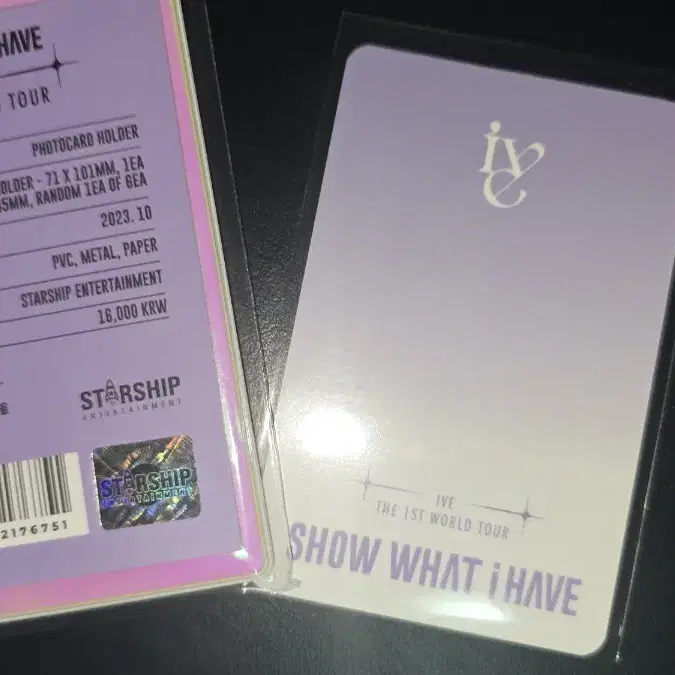 HAVE
TOUR
PHOTOCARD HOLDER
OLDER - 71 X 101MM, 1EA
5MM, RANDOM 1EA OF 6EA
2023. 10
PVC, METAL, PAPER
STARSHIP ENTERTAINMENT
16,000 KRW
STARSHIP
ENTERTAINMENT
STARSHIP
ENTERTAINMENT
2176751
ive
IVE
THE 1ST WORLD TOUR
SHOW WHAT i HAVE